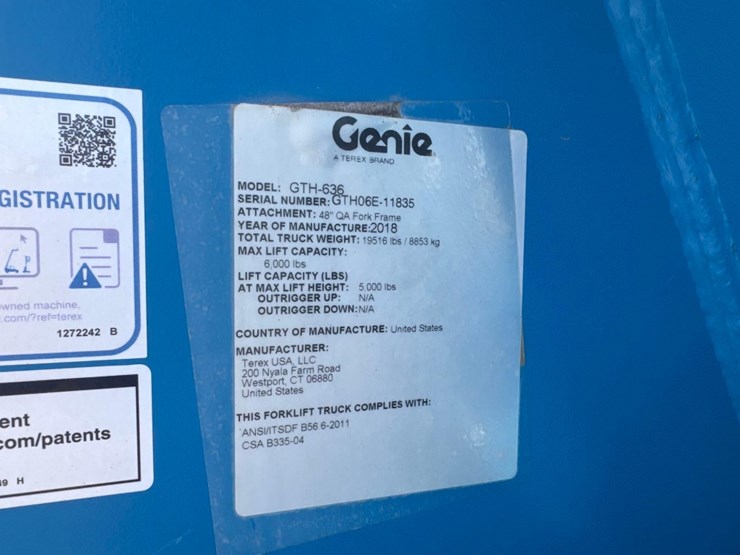 GISTRATION
wned machine.
.com/?ref=terex
1272242 B
ent
com/patents
H
Genie
A TEREX BRAND
MODEL: GTH-636
SERIAL NUMBER: GTH06E-11835
ATTACHMENT: 48" QA Fork Frame
YEAR OF MANUFACTURE: 2018
TOTAL TRUCK WEIGHT: 19516 lbs / 8853 kg
MAX LIFT CAPACITY:
6,000 lbs
LIFT CAPACITY (LBS)
AT MAX LIFT HEIGHT: 5,000 lbs
OUTRIGGER UP: N/A
OUTRIGGER DOWN: N/A
COUNTRY OF MANUFACTURE: United States
MANUFACTURER:
Terex USA, LLC
200 Nyala Farm Road
Westport, CT 06880
United States
THIS FORKLIFT TRUCK COMPLIES WITH:
ANSI/ITSDF B56.6-2011
CSA B335-04